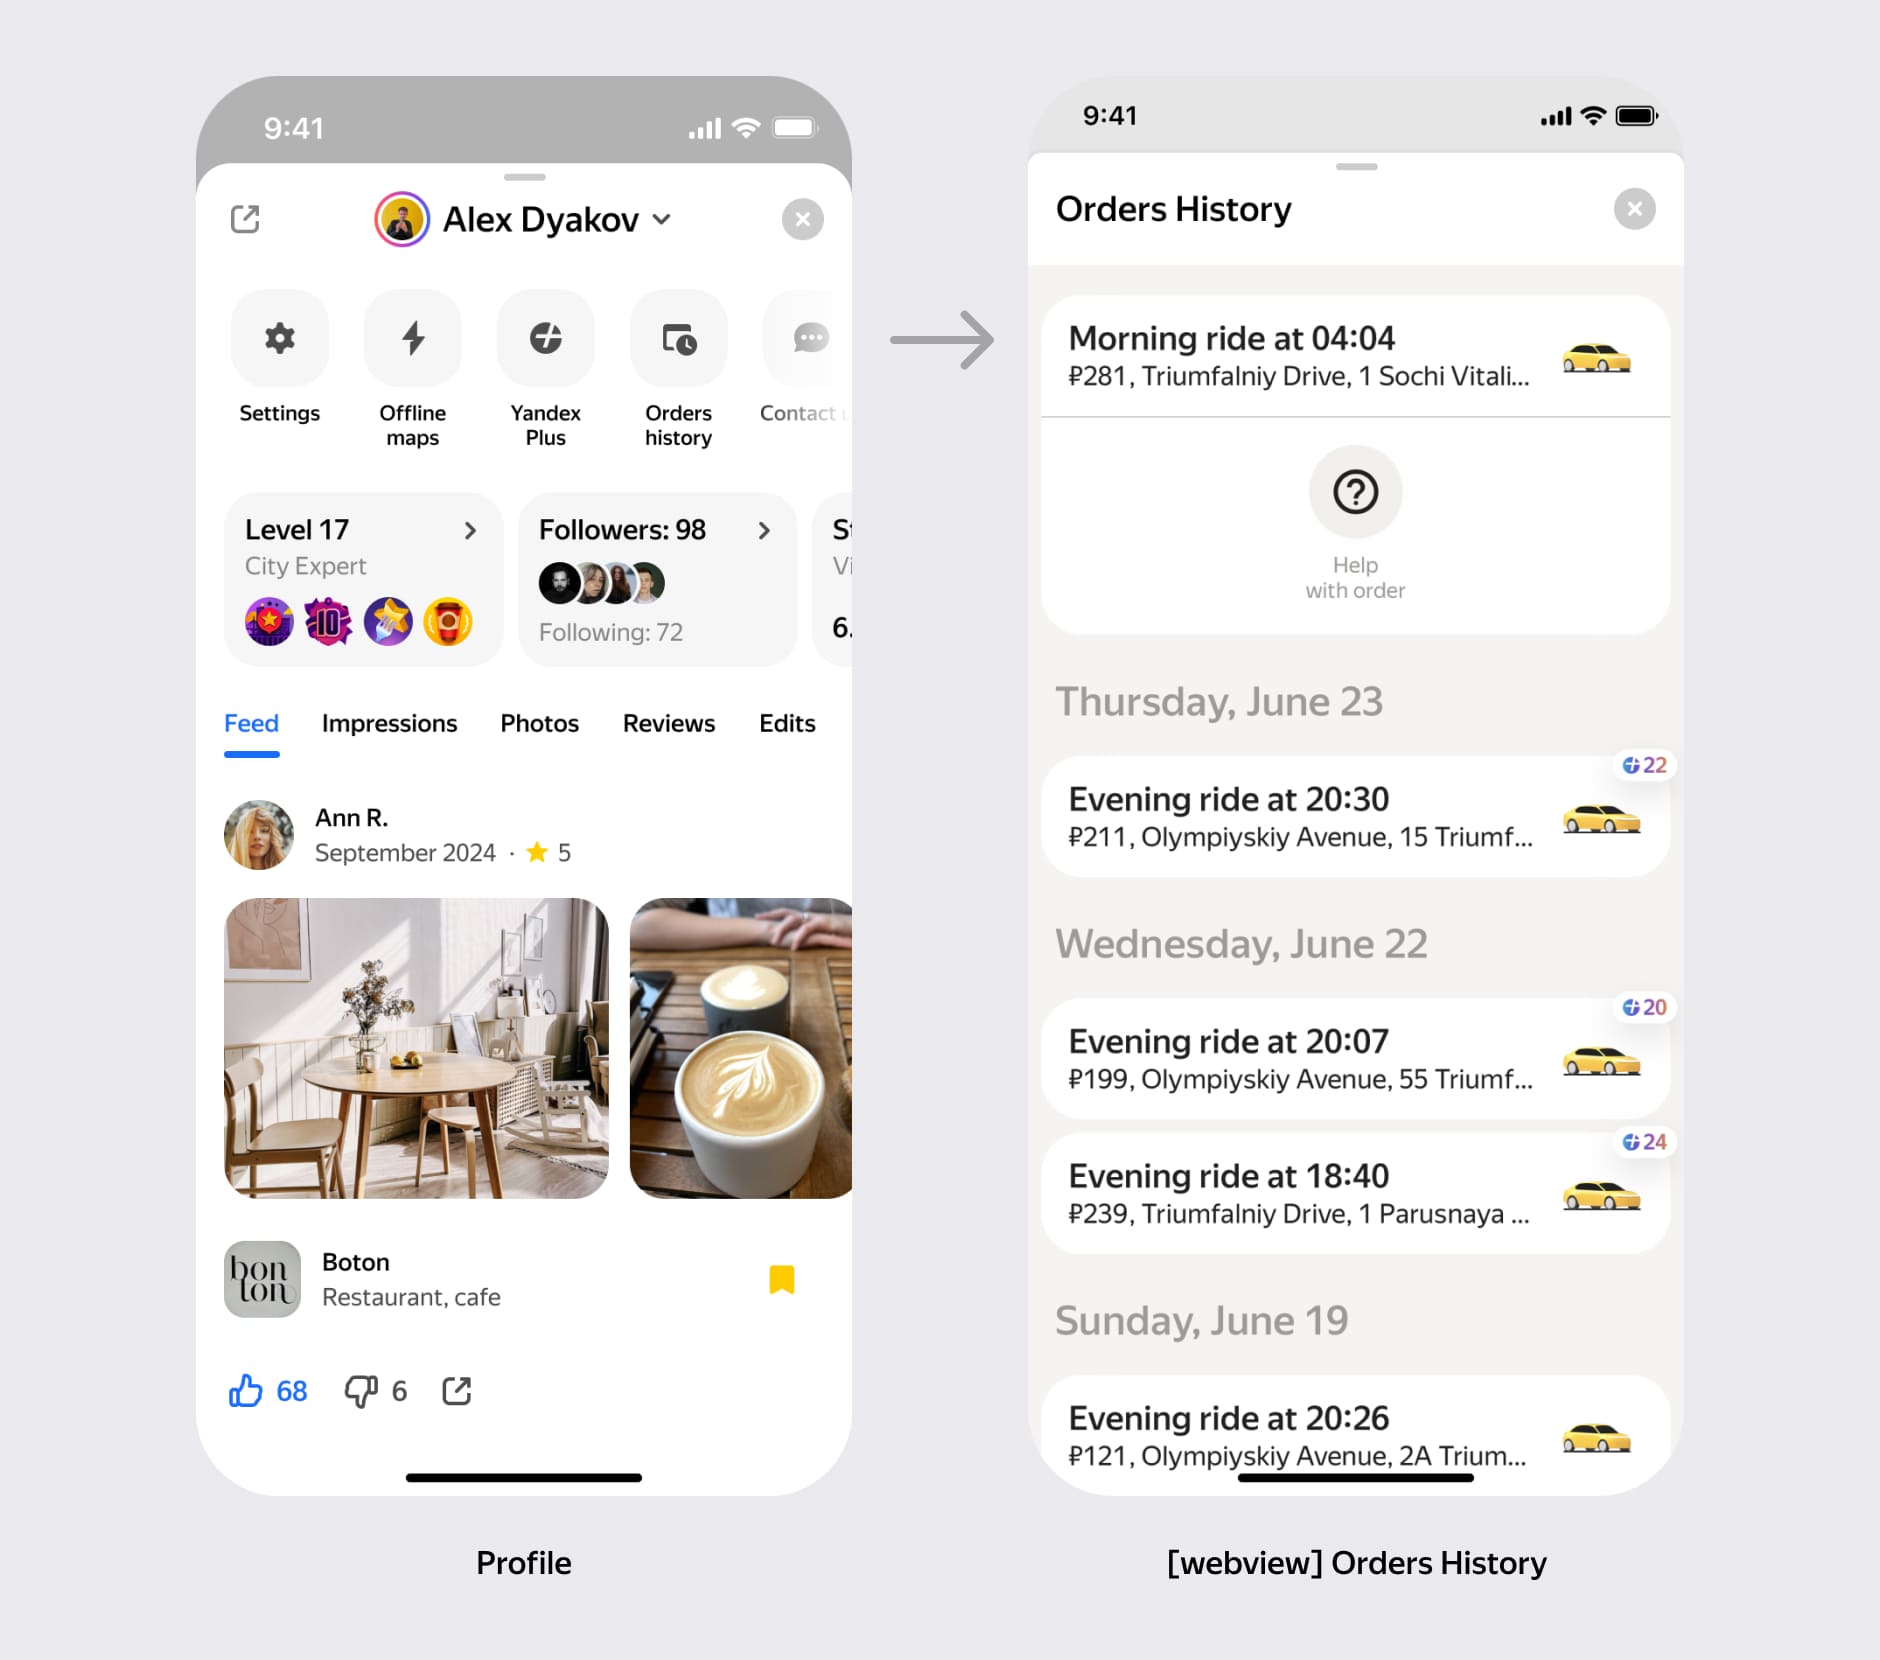 9:41
Alex Dyakov
Settings
Offline
maps
Yandex
Plus
Orders
history
Contact
Level 17
City Expert
10
Followers: 98
Following: 72
6.
Feed
Impressions
Photos
Reviews
Edits
Ann R.
September 2024 · 5
bon
ton
Boton
Restaurant, cafe
68
6
Profile
9:41
Orders History
Morning ride at 04:04
₽281, Triumfalniy Drive, 1 Sochi Vitali...
Help
with order
Thursday, June 23
22
Evening ride at 20:30
₽211, Olympiyskiy Avenue, 15 Triumf...
Wednesday, June 22
20
Evening ride at 20:07
₽199, Olympiyskiy Avenue, 55 Triumf...
24
Evening ride at 18:40
₽239, Triumfalniy Drive, 1 Parusnaya ...
Sunday, June 19
Evening ride at 20:26
₽121, Olympiyskiy Avenue, 2A Trium...
[webview] Orders History